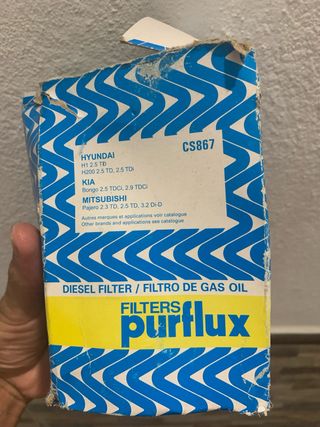 CS867
HYUNDAI
H1 2.5 TD
H200 2.5 TD, 2.5 TDi
KIA
Bongo 2.5 TDCi, 2.9 TDCi
MITSUBISHI
Pajero 2.3 TD, 2.5 TD, 3.2 Di-D
Autres marques et applications voir catalogue
Other brands and applications see catalogue
DIESEL FILTER / FILTRO DE GAS OIL
FILTERS
purflux